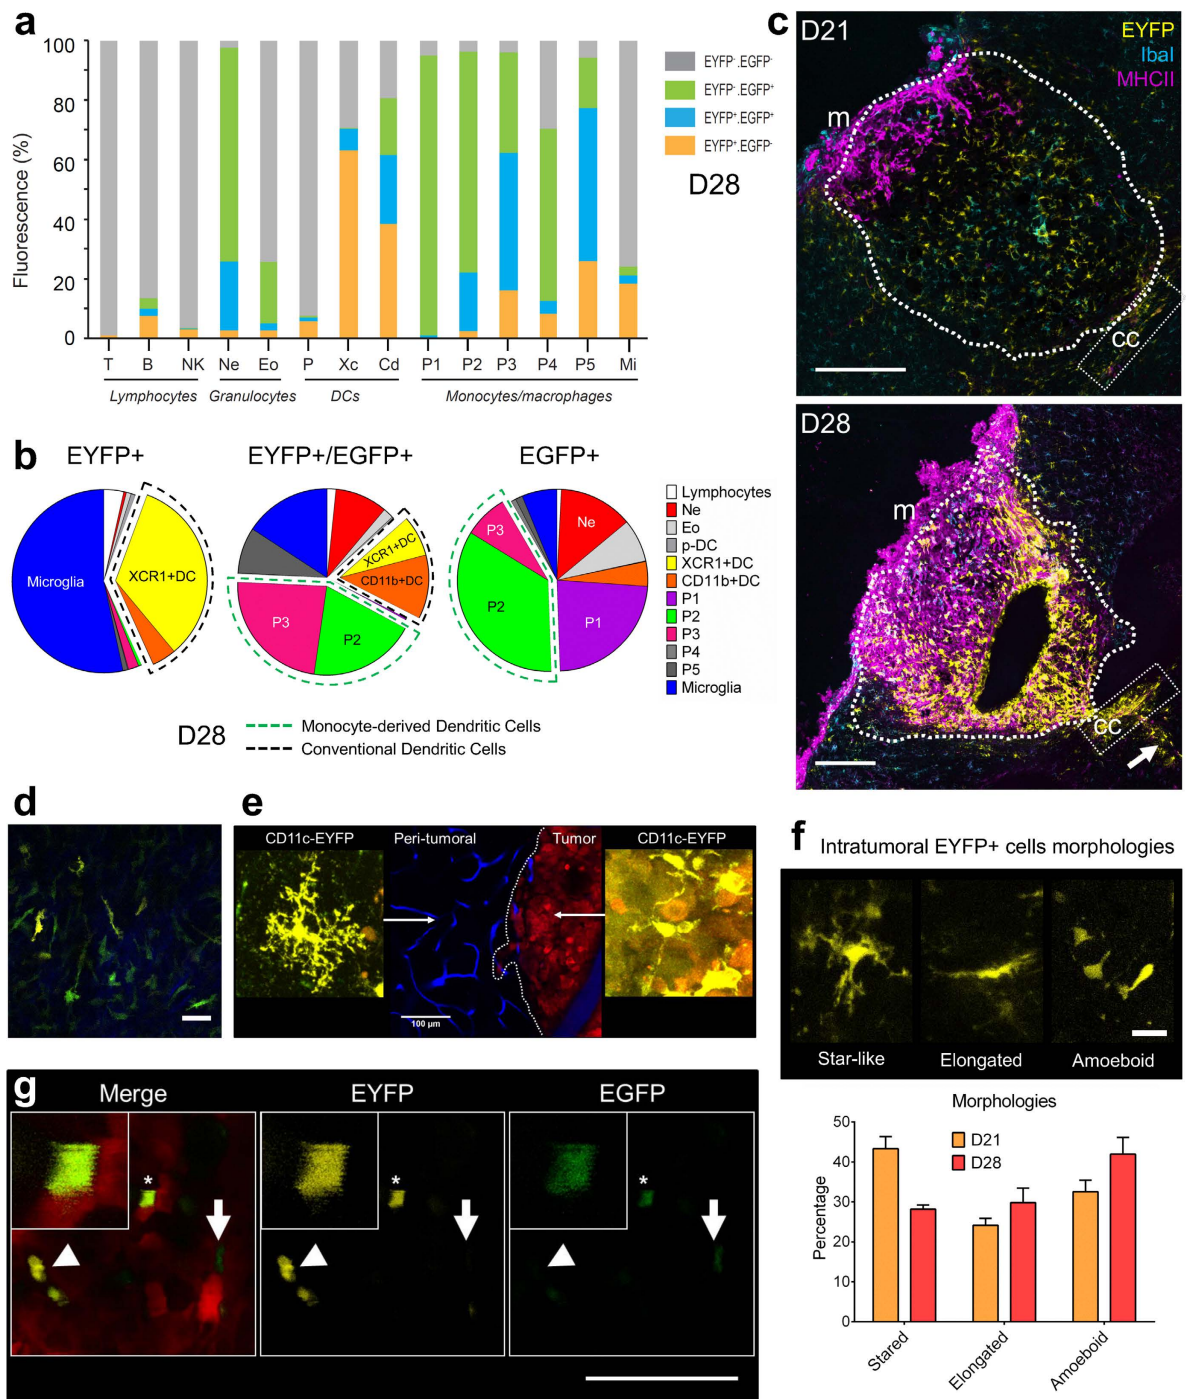 a
100
80
60
40
20
0
Fluorescence (%)
T B NK Ne Eo P Xc Cd P1 P2 P3 P4 P5 Mi
Lymphocytes Granulocytes DCs Monocytes/macrophages
EYFP-.EGFP-
EYFP-.EGFP+
EYFP+.EGFP+
EYFP+.EGFP-
D28
b
EYFP+ EYFP+/EGFP+ EGFP+
Microglia
XCR1+DC
XCR1+DC
CD11b+DC
P3
P2
P3
P2
Ne
P1
Lymphocytes
Ne
Eo
p-DC
XCR1+DC
CD11b+DC
P1
P2
P3
P4
P5
Microglia
D28
Monocyte-derived Dendritic Cells
Conventional Dendritic Cells
c
D21
EYFP
IbaI
MHCII
m
CC
D28
m
CC
d
e
CD11c-EYFP Peri-tumoral Tumor CD11c-EYFP
100 µm
f
Intratumoral EYFP+ cells morphologies
Star-like Elongated Amoeboid
Morphologies
50
40
30
20
10
0
Percentage
D21
D28
Stared
Elongated
Amoeboid
g
Merge EYFP EGFP
*
*